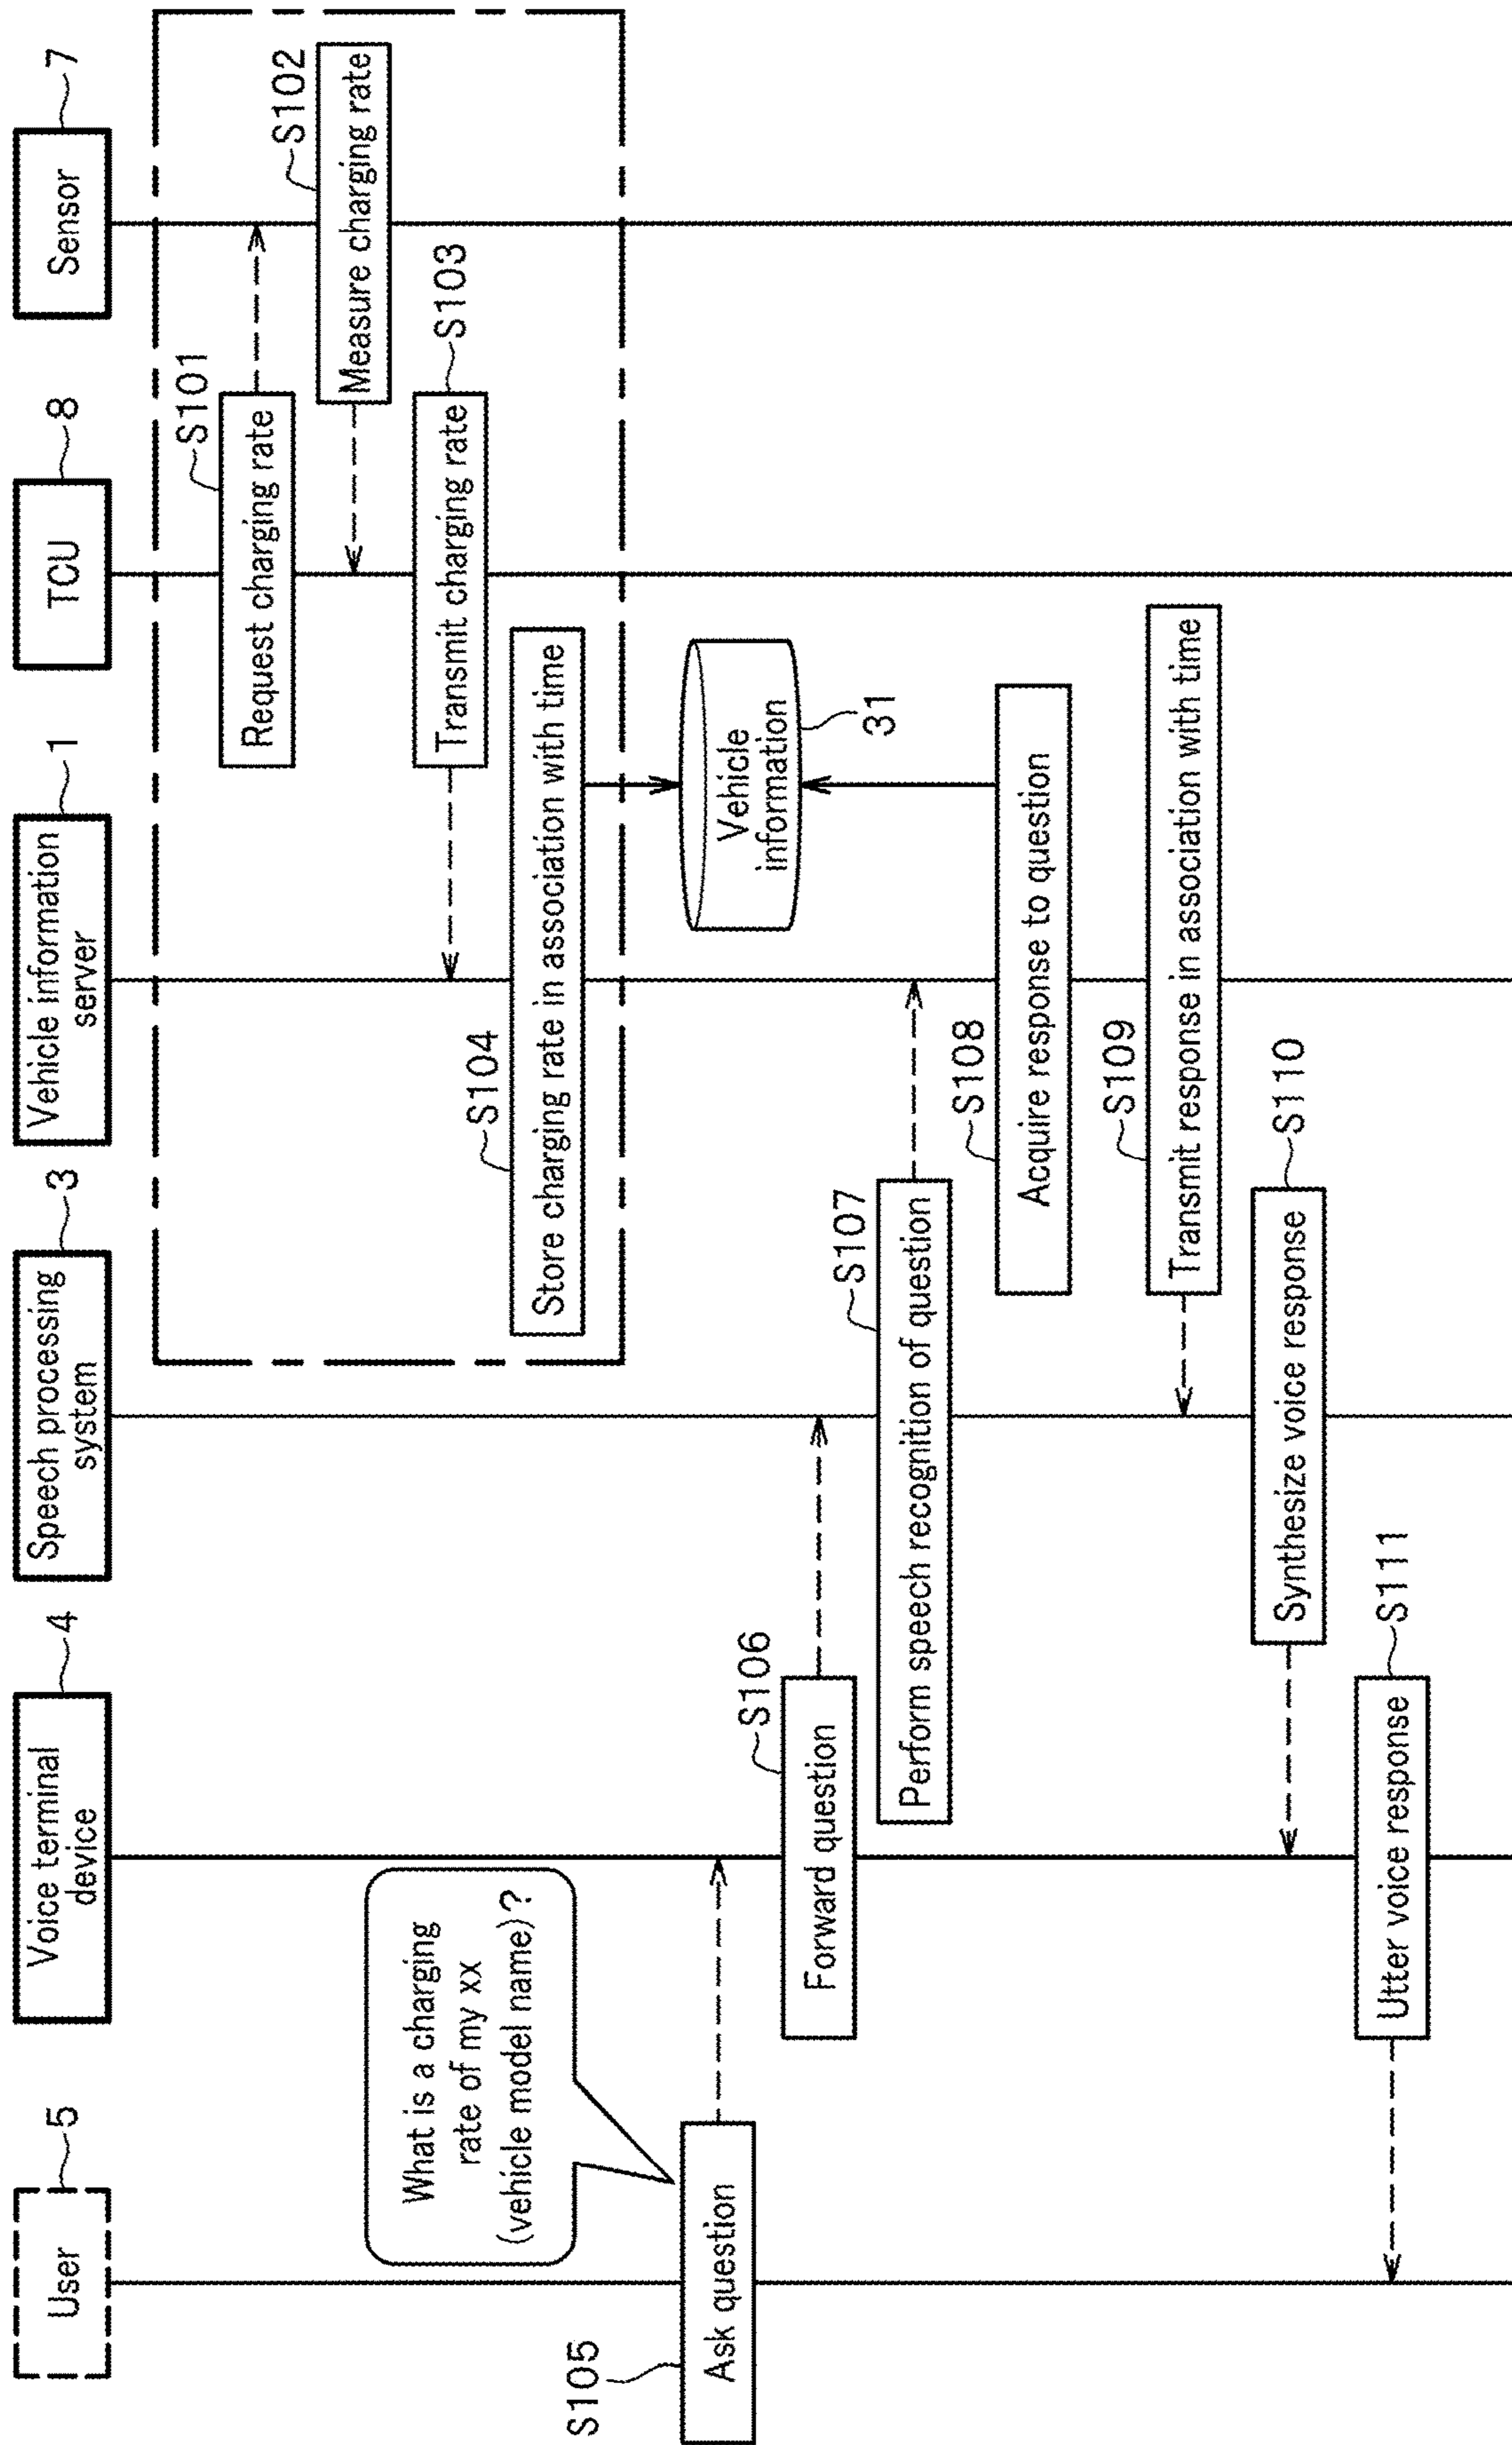 User
5
Voice terminal
device
4
Speech processing
system
3
Vehicle information
server
1
TCU
8
Sensor
7
S101
Request charging rate
S102
Measure charging rate
S103
Transmit charging rate
S104
Store charging rate in association with time
Vehicle
information
31
What is a charging
rate of my xx
(vehicle model name)?
S105
Ask question
S106
Forward question
S107
Perform speech recognition of question
S108
Acquire response to question
S109
Transmit response in association with time
S110
Synthesize voice response
S111
Utter voice response